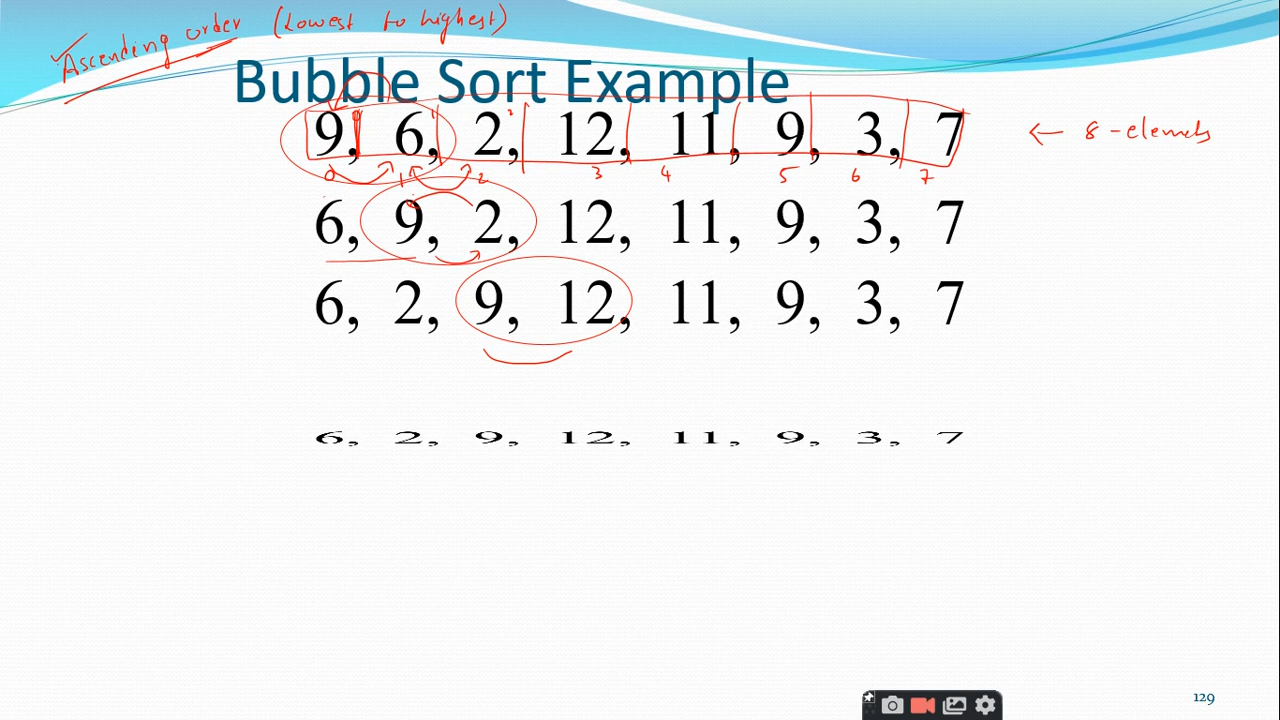 Ascending order (Lowest to highest)
Bubble Sort Example
9, 6, 2, 12, 11, 9, 3, 7 ← 8-elements
0 1 2 3 4 5 6 7
6, 9, 2, 12, 11, 9, 3, 7
6, 2, 9, 12, 11, 9, 3, 7
6, 2, 9, 12, 11, 9, 3, 7
129